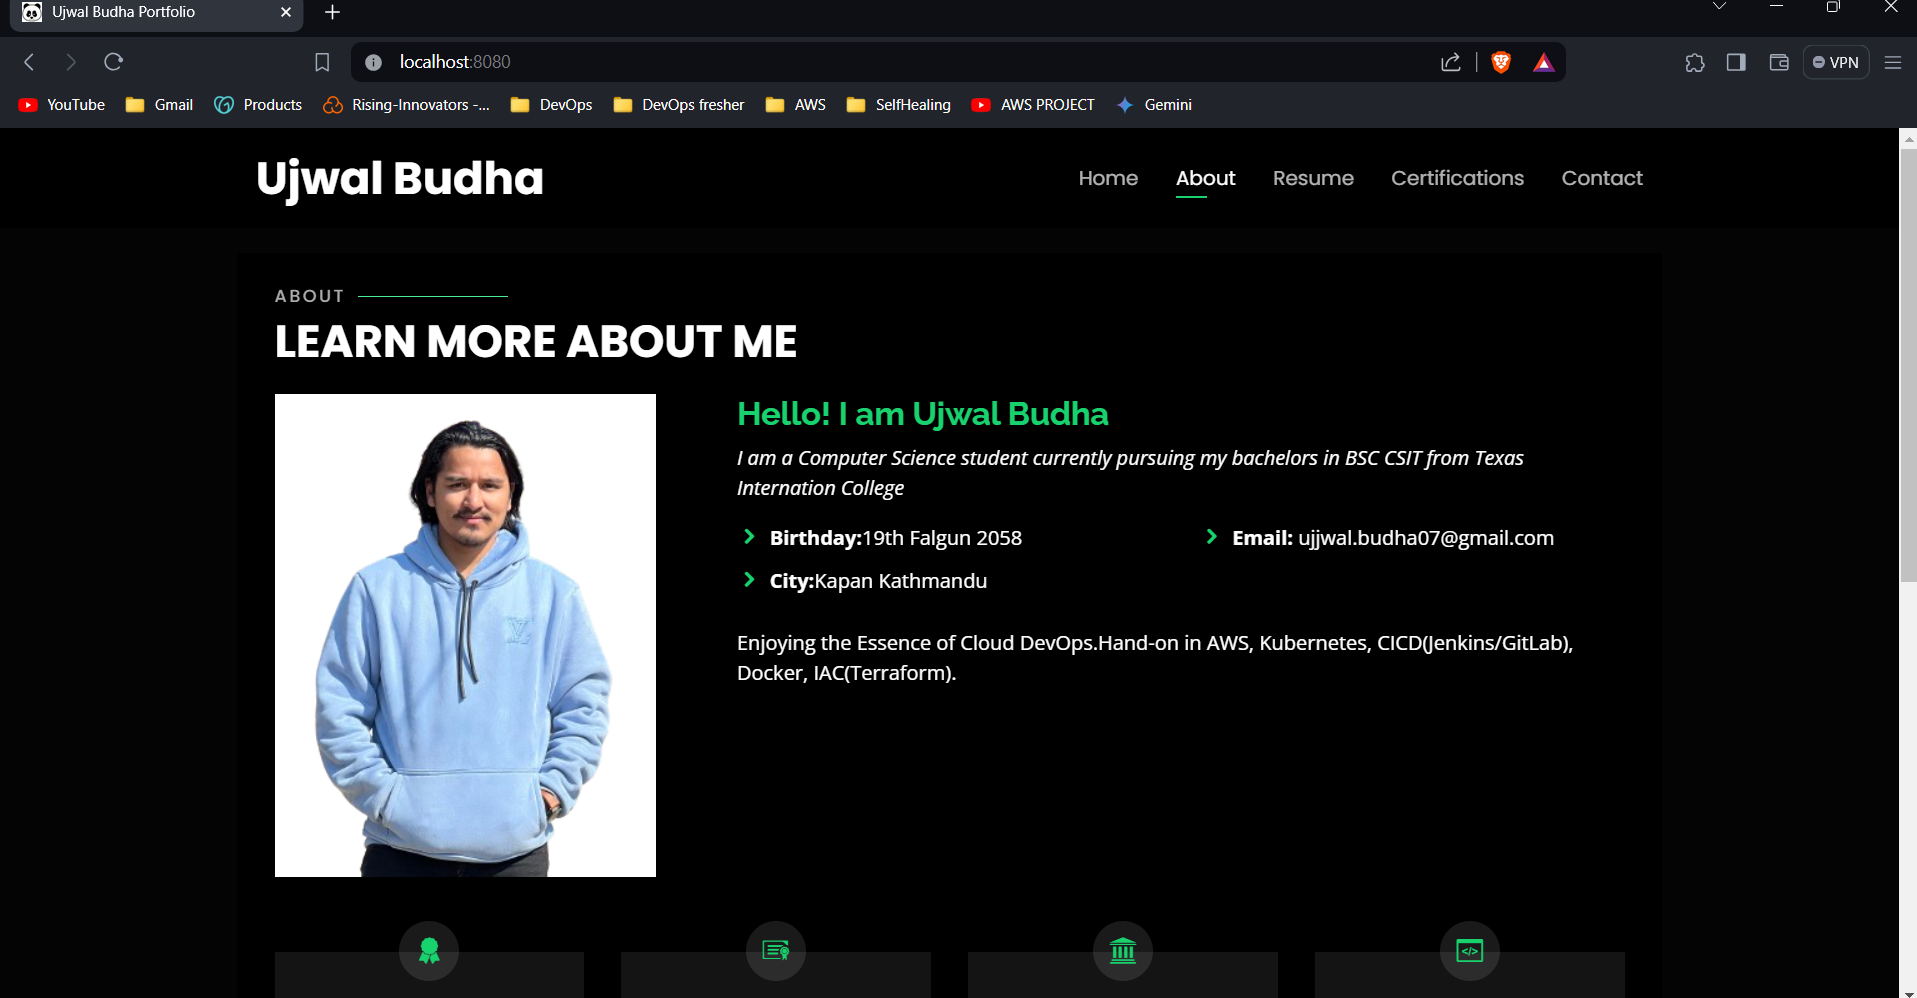 Ujwal Budha Portfolio
localhost:8080
VPN
YouTube Gmail Products Rising-Innovators -... DevOps DevOps fresher AWS SelfHealing AWS PROJECT Gemini
Ujwal Budha
Home About Resume Certifications Contact
ABOUT
LEARN MORE ABOUT ME
Hello! I am Ujwal Budha
I am a Computer Science student currently pursuing my bachelors in BSC CSIT from Texas
Internation College
Birthday:19th Falgun 2058
Email: ujjwal.budha07@gmail.com
City:Kapan Kathmandu
Enjoying the Essence of Cloud DevOps.Hand-on in AWS, Kubernetes, CICD(Jenkins/GitLab),
Docker, IAC(Terraform).